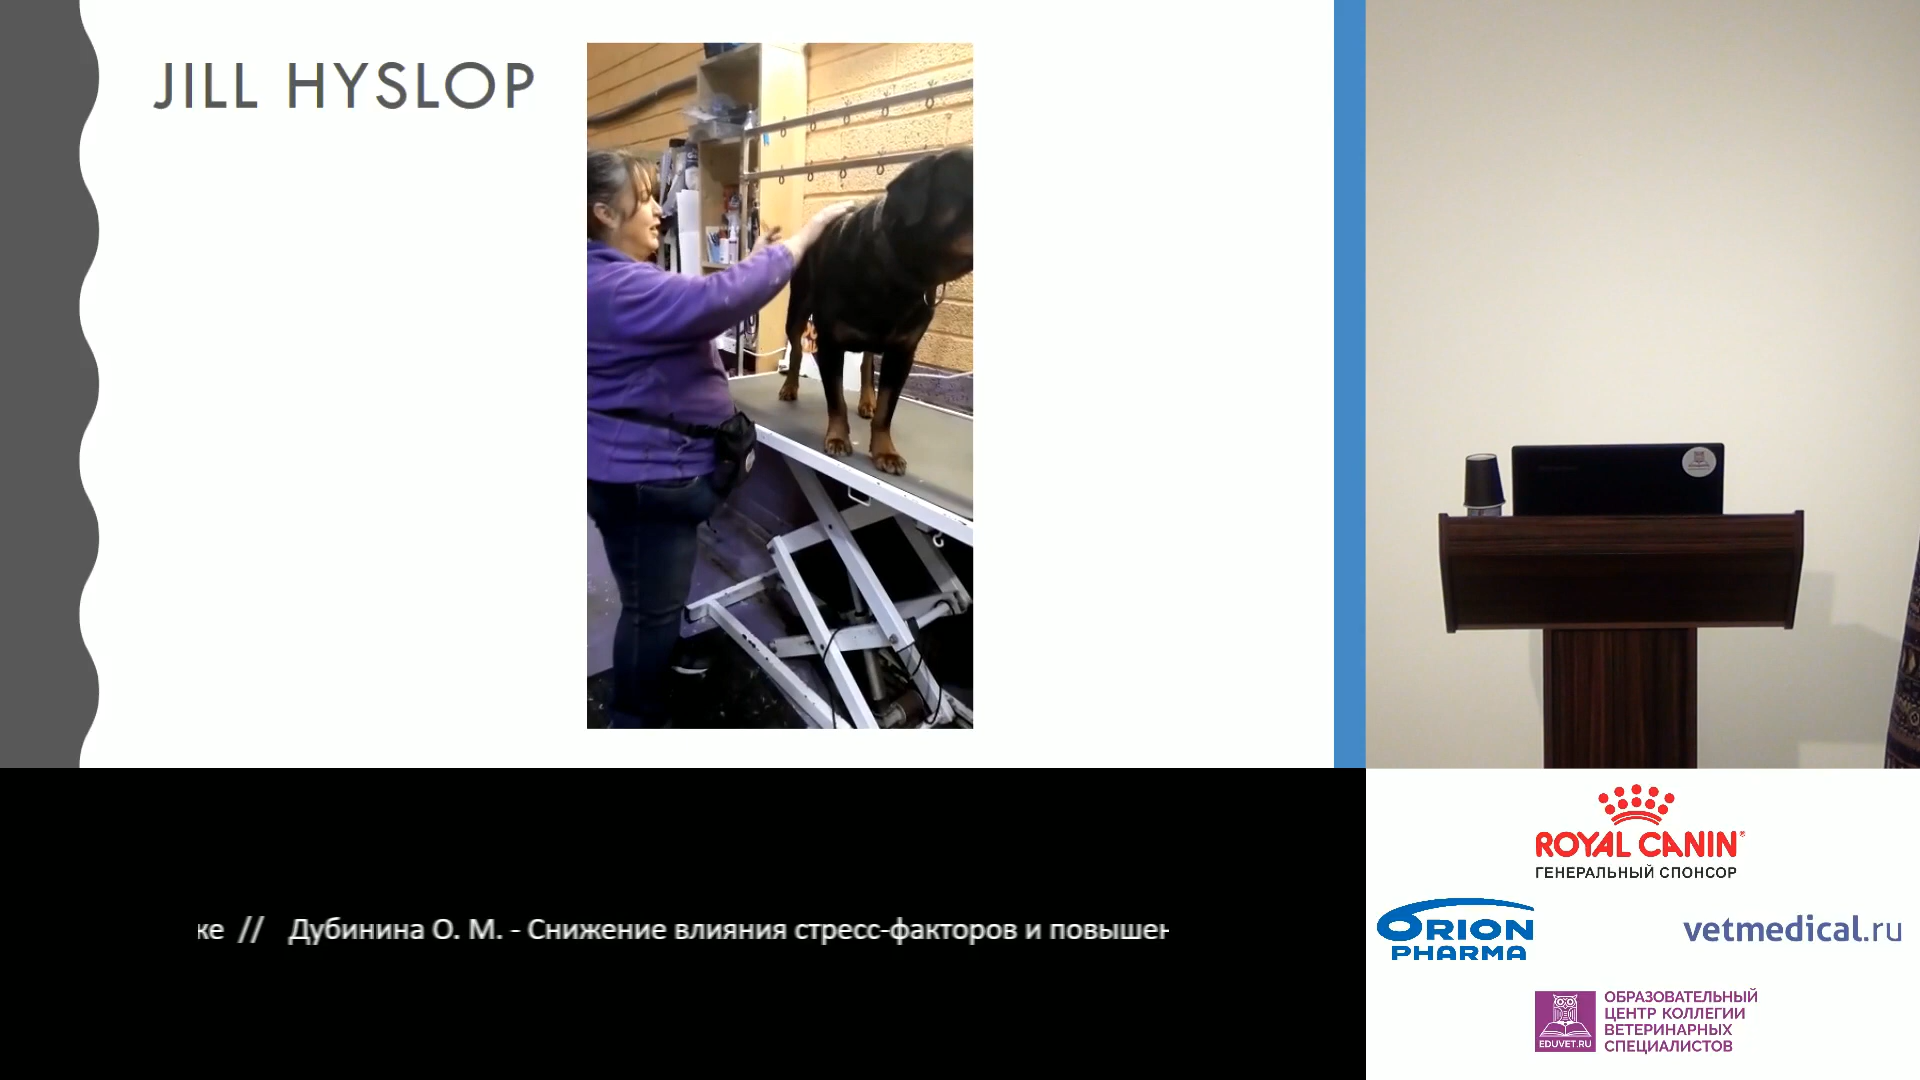 JILL HYSLOP
ке // Дубинина О. М. - Снижение влияния стресс-факторов и повышен
ROYAL CANIN
ГЕНЕРАЛЬНЫЙ СПОНСОР
ORION
PHARMA
vetmedical.ru
EDUVET.RU
ОБРАЗОВАТЕЛЬНЫЙ
ЦЕНТР КОЛЛЕГИИ
ВЕТЕРИНАРНЫХ
СПЕЦИАЛИСТОВ